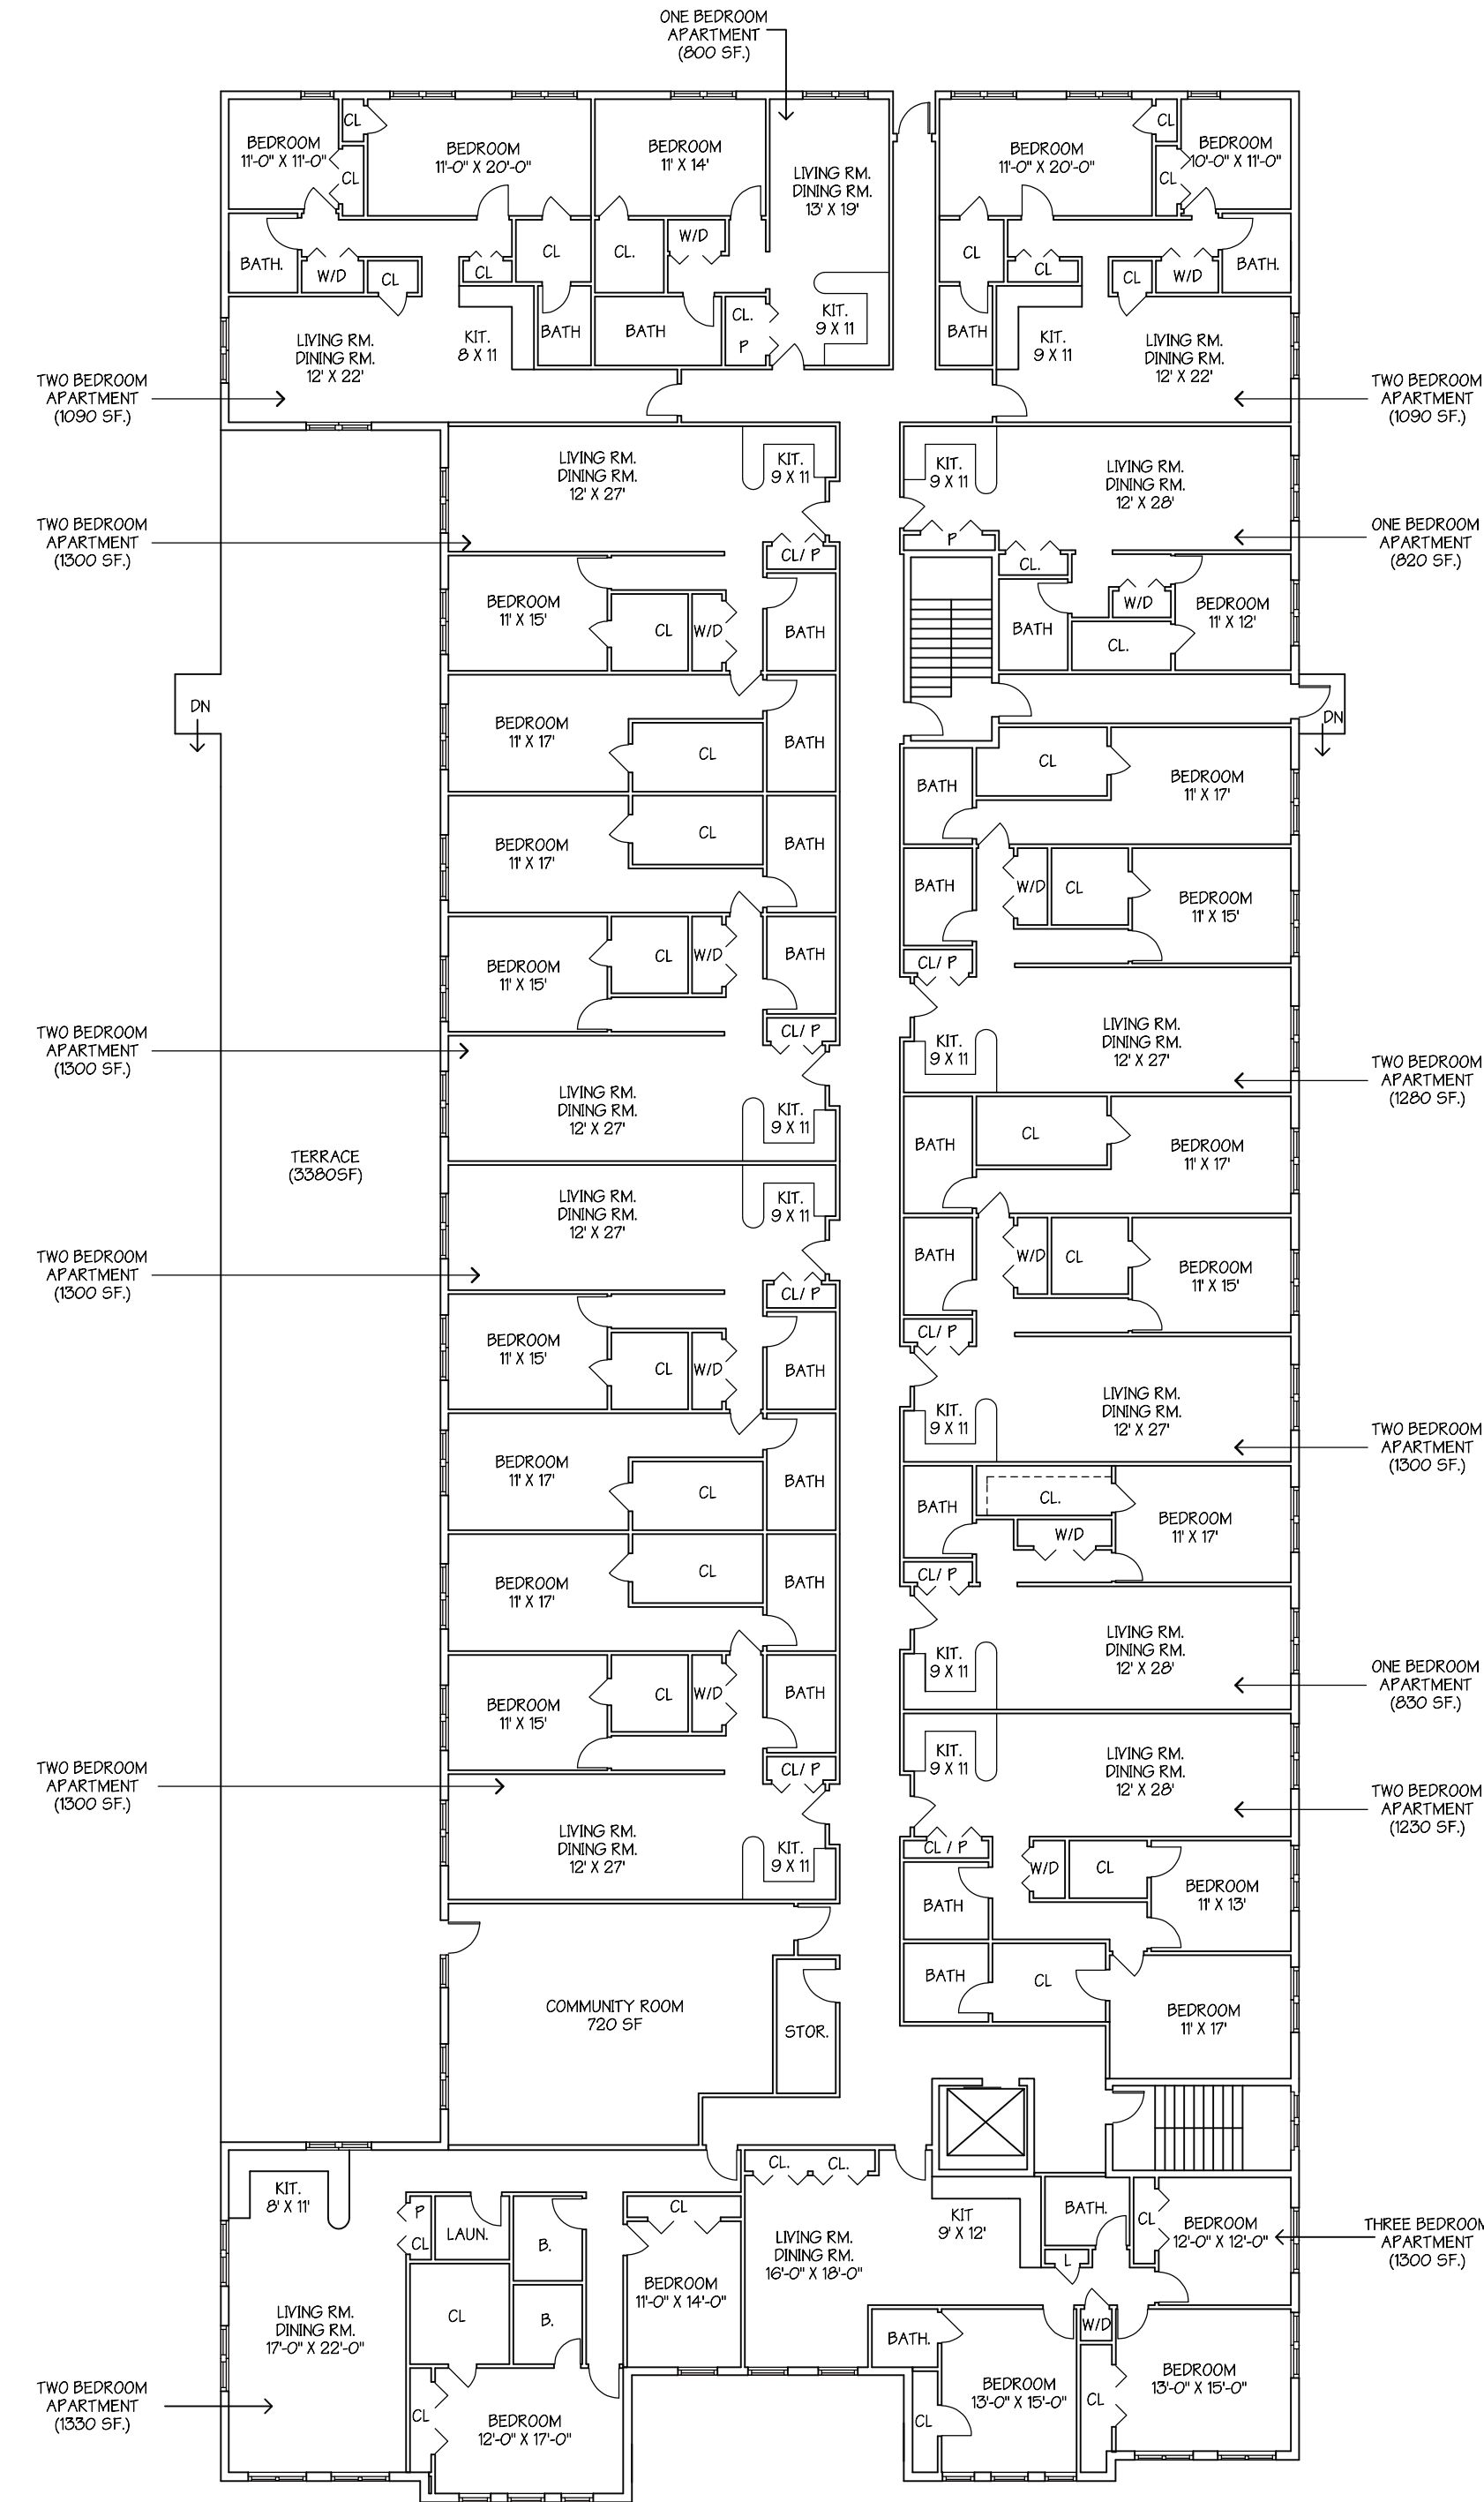 ONE BEDROOM
APARTMENT
(800 SF.)
BEDROOM
11'-0" X 11'-0"
CL
CL
BEDROOM
11'-0" X 20'-0"
BEDROOM
11' X 14'
LIVING RM.
DINING RM.
13' X 19'
BEDROOM
11'-0" X 20'-0"
CL
CL
BEDROOM
10'-0" X 11'-0"
BATH.
W/D
CL
CL
CL
CL.
W/D
CL
CL
CL
W/D
BATH.
LIVING RM.
DINING RM.
12' X 22'
KIT.
8 X 11
BATH
BATH
CL.
P
KIT.
9 X 11
BATH
KIT.
9 X 11
LIVING RM.
DINING RM.
12' X 22'
TWO BEDROOM
APARTMENT
(1090 SF.)
TWO BEDROOM
APARTMENT
(1090 SF.)
LIVING RM.
DINING RM.
12' X 27'
KIT.
9 X 11
KIT.
9 X 11
LIVING RM.
DINING RM.
12' X 28'
TWO BEDROOM
APARTMENT
(1300 SF.)
CL/ P
P
CL.
ONE BEDROOM
APARTMENT
(820 SF.)
BEDROOM
11' X 15'
CL
W/D
BATH
BATH
W/D
CL.
BEDROOM
11' X 12'
DN
BEDROOM
11' X 17'
CL
BATH
DN
BATH
CL
BEDROOM
11' X 17'
BEDROOM
11' X 17'
CL
BATH
BATH
W/D
CL
BEDROOM
11' X 15'
BEDROOM
11' X 15'
CL
W/D
BATH
CL/ P
TWO BEDROOM
APARTMENT
(1300 SF.)
CL/ P
LIVING RM.
DINING RM.
12' X 27'
KIT.
9 X 11
KIT.
9 X 11
LIVING RM.
DINING RM.
12' X 27'
TWO BEDROOM
APARTMENT
(1280 SF.)
TERRACE
(3380SF)
BATH
CL
BEDROOM
11' X 17'
LIVING RM.
DINING RM.
12' X 27'
KIT.
9 X 11
TWO BEDROOM
APARTMENT
(1300 SF.)
CL/ P
BATH
W/D
CL
BEDROOM
11' X 15'
CL/ P
BEDROOM
11' X 15'
CL
W/D
BATH
KIT.
9 X 11
LIVING RM.
DINING RM.
12' X 27'
TWO BEDROOM
APARTMENT
(1300 SF.)
BEDROOM
11' X 17'
CL
BATH
BATH
CL.
W/D
BEDROOM
11' X 17'
BEDROOM
11' X 17'
CL
BATH
CL/ P
BEDROOM
11' X 15'
CL
W/D
BATH
KIT.
9 X 11
LIVING RM.
DINING RM.
12' X 28'
ONE BEDROOM
APARTMENT
(830 SF.)
TWO BEDROOM
APARTMENT
(1300 SF.)
CL/ P
KIT.
9 X 11
LIVING RM.
DINING RM.
12' X 28'
TWO BEDROOM
APARTMENT
(1230 SF.)
LIVING RM.
DINING RM.
12' X 27'
KIT.
9 X 11
CL / P
W/D
CL
BEDROOM
11' X 13'
BATH
BATH
CL
BEDROOM
11' X 17'
COMMUNITY ROOM
720 SF
STOR.
KIT.
8' X 11'
P
CL
LAUN.
B.
CL
CL.
CL.
KIT
9' X 12'
BATH.
L
CL
BEDROOM
12'-0" X 12'-0"
THREE BEDROOM
APARTMENT
(1300 SF.)
LIVING RM.
DINING RM.
16'-0" X 18'-0"
BEDROOM
11'-0" X 14'-0"
LIVING RM.
DINING RM.
17'-0" X 22'-0"
CL
B.
BATH.
W/D
TWO BEDROOM
APARTMENT
(1330 SF.)
CL
BEDROOM
12'-0" X 17'-0"
CL
BEDROOM
13'-0" X 15'-0"
CL
BEDROOM
13'-0" X 15'-0"